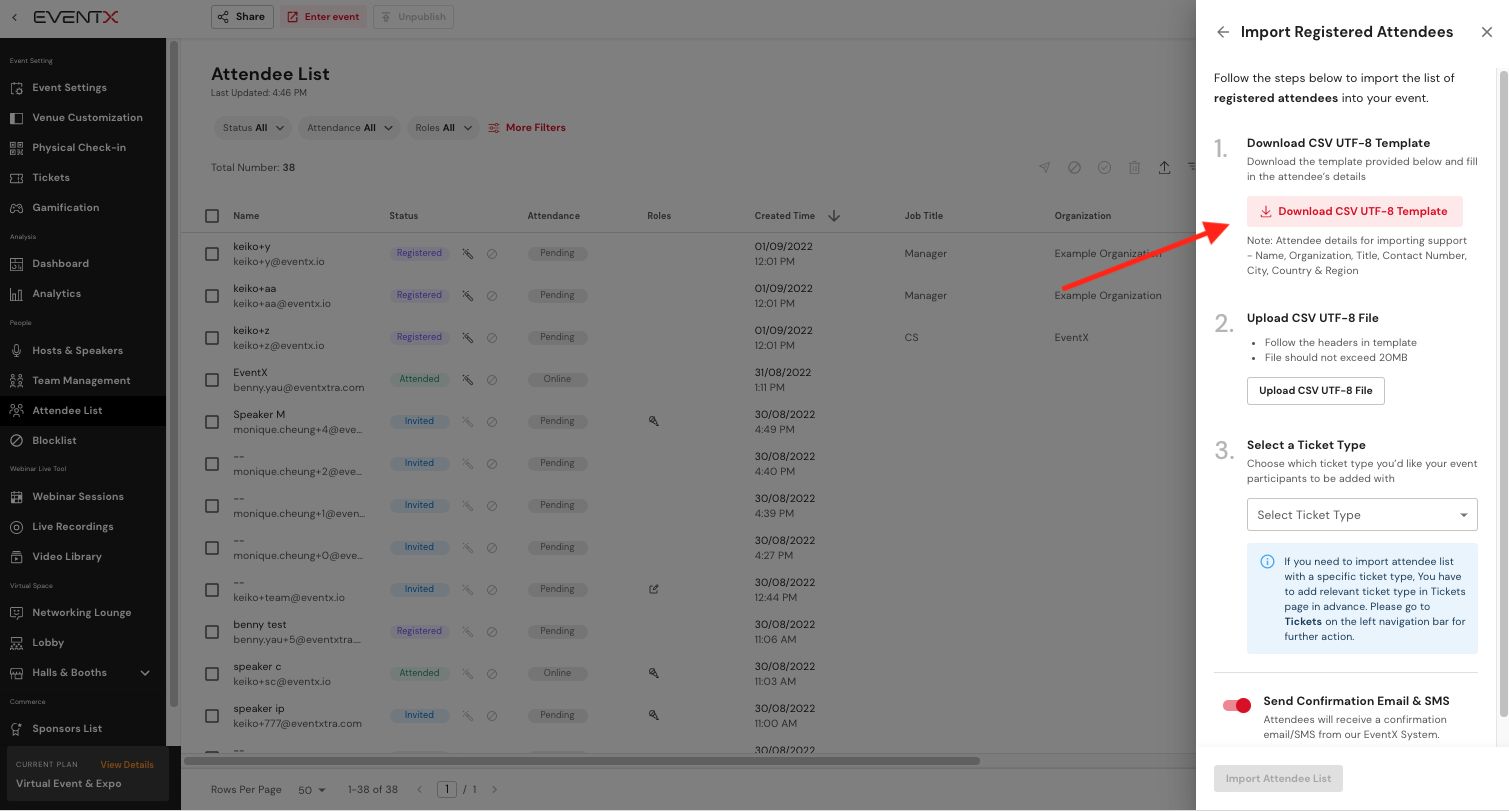 EVENTX
Share
Enter event
Unpublish
Event Setting
Event Settings
Venue Customization
Physical Check-in
Tickets
Gamification
Analysis
Dashboard
Analytics
People
Hosts & Speakers
Team Management
Attendee List
Blocklist
Webinar Live Tool
Webinar Sessions
Live Recordings
Video Library
Virtual Space
Networking Lounge
Lobby
Halls & Booths
Commerce
Sponsors List
CURRENT PLAN View Details
Virtual Event & Expo
Attendee List
Last Updated: 4:46 PM
Status All Attendance All Roles All More Filters
Total Number: 38
Name Status Attendance Roles Created Time Job Title Organization
keiko+y Registered Pending 01/09/2022 Manager Example Organization
keiko+y@eventx.io 12:01 PM
keiko+aa Registered Pending 01/09/2022 Manager Example Organization
keiko+aa@eventx.io 12:01 PM
keiko+z Registered Pending 01/09/2022 CS EventX
keiko+z@eventx.io 12:01 PM
EventX Attended Online 31/08/2022
benny.yau@eventxtra.com 1:11 PM
Speaker M Invited Pending 30/08/2022
monique.cheung+4@eve... 4:49 PM
-- Invited Pending 30/08/2022
monique.cheung+2@eve... 4:40 PM
-- Invited Pending 30/08/2022
monique.cheung+1@even... 4:39 PM
-- Invited Pending 30/08/2022
monique.cheung+0@eve... 4:27 PM
-- Invited Pending 30/08/2022
keiko+team@eventx.io 12:44 PM
benny test Registered Pending 30/08/2022
benny.yau+5@eventxtra.... 11:06 AM
speaker c Attended Online 30/08/2022
keiko+sc@eventx.io 11:03 AM
speaker ip Invited Pending 30/08/2022
keiko+777@eventxtra.com 11:00 AM
-- 30/08/2022
Rows Per Page 50 1-38 of 38 1 / 1
Import Registered Attendees
Follow the steps below to import the list of
registered attendees into your event.
1. Download CSV UTF-8 Template
Download the template provided below and fill
in the attendee's details
Download CSV UTF-8 Template
Note: Attendee details for importing support
- Name, Organization, Title, Contact Number,
City, Country & Region
2. Upload CSV UTF-8 File
• Follow the headers in template
• File should not exceed 20MB
Upload CSV UTF-8 File
3. Select a Ticket Type
Choose which ticket type you'd like your event
participants to be added with
Select Ticket Type
If you need to import attendee list
with a specific ticket type, You have
to add relevant ticket type in Tickets
page in advance. Please go to
Tickets on the left navigation bar for
further action.
Send Confirmation Email & SMS
Attendees will receive a confirmation
email/SMS from our EventX System.
Import Attendee List